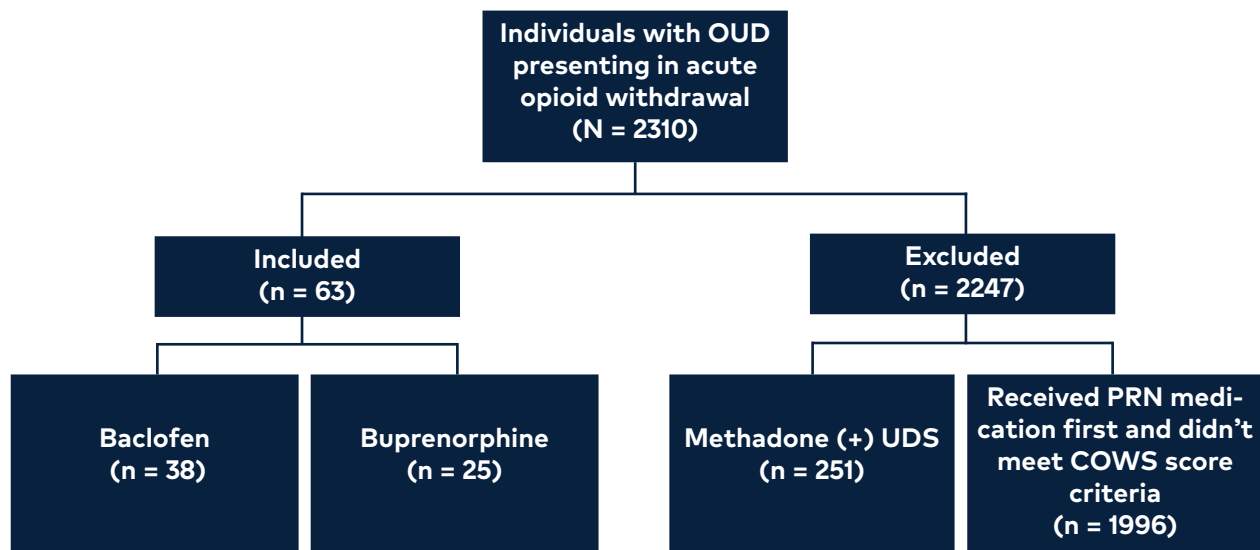 Individuals with OUD
presenting in acute
opioid withdrawal
(N = 2310)
Included
(n = 63)
Excluded
(n = 2247)
Baclofen
(n = 38)
Buprenorphine
(n = 25)
Methadone (+) UDS
(n = 251)
Received PRN medi-
cation first and didn't
meet COWS score
criteria
(n = 1996)